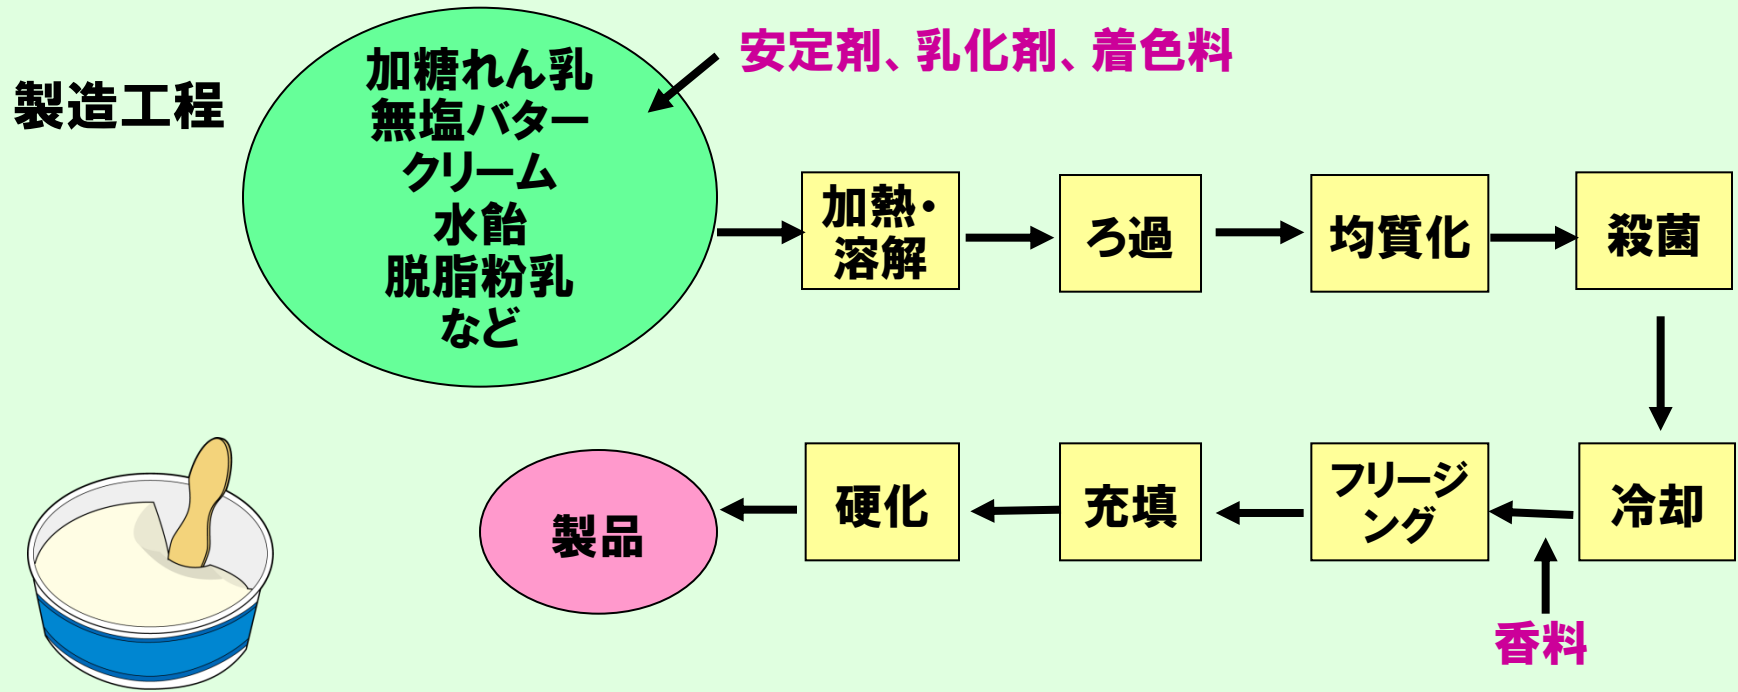 製造工程
加糖れん乳
無塩バター
クリーム
水飴
脱脂粉乳
など
安定剤、乳化剤、着色料
加熱・
溶解
ろ過
均質化
殺菌
冷却
香料
フリージ
ング
充填
硬化
製品